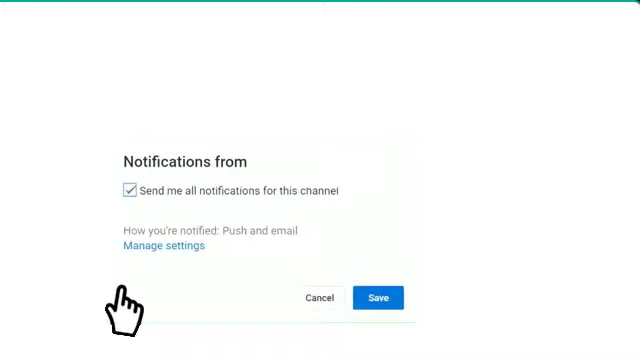 Notifications from
Send me all notifications for this channel
How you're notified: Push and email
Manage settings
Cancel
Save